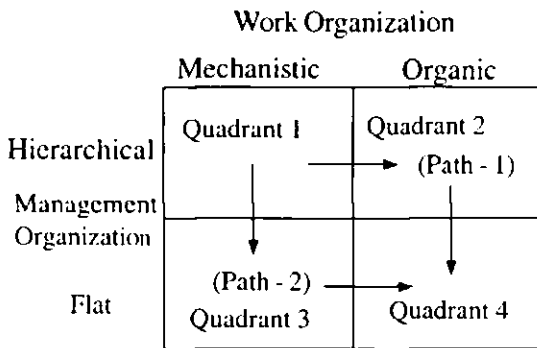 Work Organization
Mechanistic Organic
Quadrant 1 Quadrant 2
Hierarchical
(Path - 1)
Management
Organization
(Path - 2)
Flat
Quadrant 3 Quadrant 4